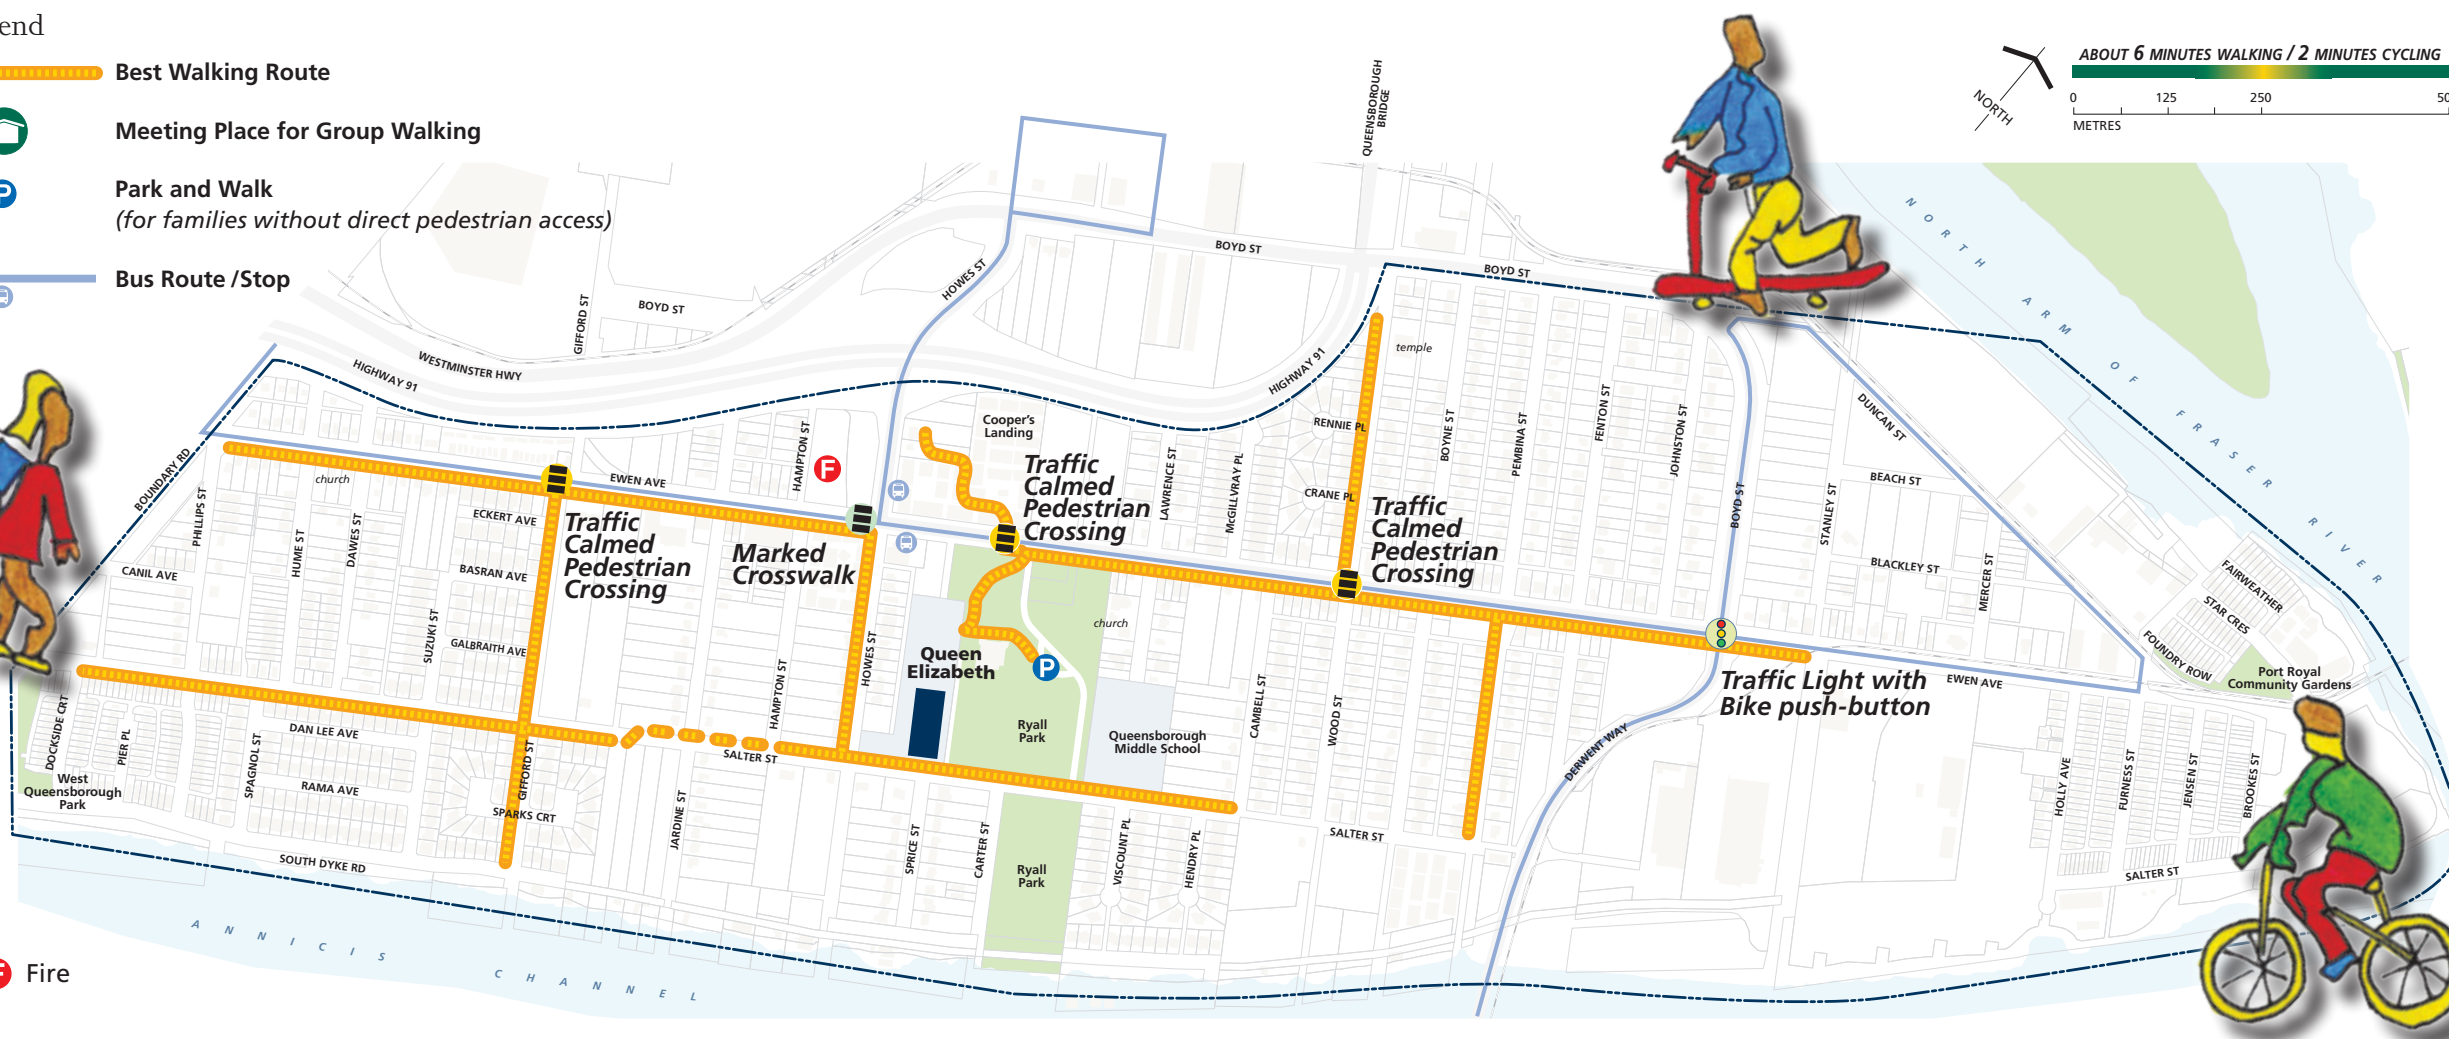 end
Best Walking Route
Meeting Place for Group Walking
P
Park and Walk
(for families without direct pedestrian access)
Bus Route / Stop
F Fire
ABOUT 6 MINUTES WALKING / 2 MINUTES CYCLING
0 125 250 50
METRES
NORTH
QUEENSBOROUGH
BRIDGE
NORTH ARM OF FRASER RIVER
BOYD ST
BOYD ST
HOWES ST
GIFFORD ST
BOYD ST
WESTMINSTER HWY
HIGHWAY 91
HIGHWAY 91
temple
RENNIE PL
CRANE PL
BOYNE ST
PEMBINA ST
FENTON ST
JOHNSTON ST
BOYD ST
STANLEY ST
DUNCAN ST
BEACH ST
BLACKLEY ST
MERCER ST
FAIRWEATHER
STAR CRES
FOUNDRY ROW
Port Royal
Community Gardens
Cooper's
Landing
HAMPTON ST
F
LAWRENCE ST
McGILLVRAY PL
Traffic
Calmed
Pedestrian
Crossing
Traffic
Calmed
Pedestrian
Crossing
BOUNDARY RD
church
EWEN AVE
PHILLIPS ST
HUME ST
DAWES ST
ECKERT AVE
BASRAN AVE
SUZUKI ST
GALBRAITH AVE
CANIL AVE
Traffic
Calmed
Pedestrian
Crossing
Marked
Crosswalk
HOWES ST
HAMPTON ST
Queen
Elizabeth
P
church
Ryall
Park
Queensborough
Middle School
CAMBELL ST
WOOD ST
Traffic Light with
Bike push-button
EWEN AVE
DERWENT WAY
DOCKSIDE CRT
PIER PL
West
Queensborough
Park
SPAGNOL ST
DAN LEE AVE
RAMA AVE
GIFFORD ST
SPARKS CRT
SALTER ST
JARDINE ST
SPRICE ST
CARTER ST
Ryall
Park
VISCOUNT PL
HENDRY PL
SALTER ST
HOLLY AVE
FURNESS ST
JENSEN ST
BROOKES ST
SALTER ST
SOUTH DYKE RD
ANNICIS CHANNEL